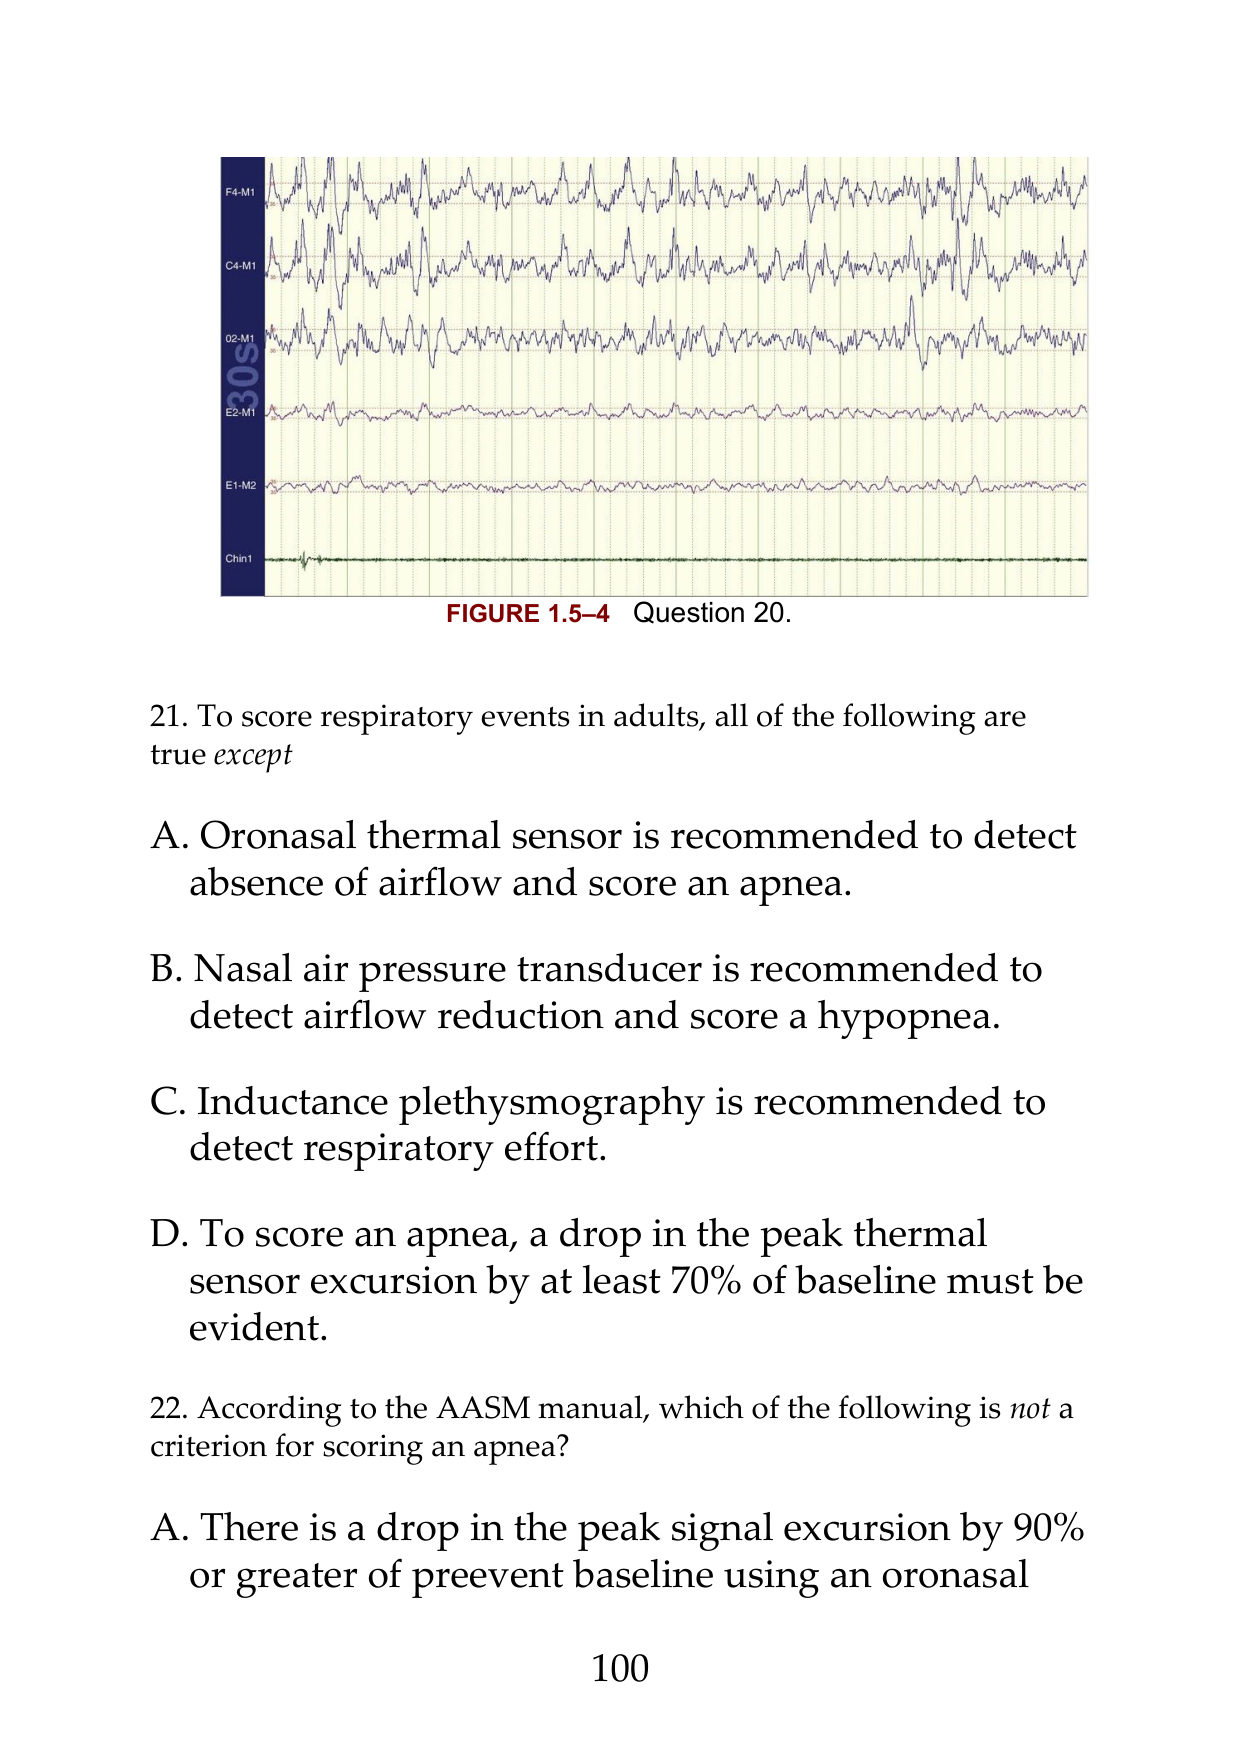 F4-M1
C4-M1
02-M1
30s
E2-M1
E1-M2
Chin1
FIGURE 1.5–4 Question 20.
21. To score respiratory events in adults, all of the following are
true except
A. Oronasal thermal sensor is recommended to detect
absence of airflow and score an apnea.
B. Nasal air pressure transducer is recommended to
detect airflow reduction and score a hypopnea.
C. Inductance plethysmography is recommended to
detect respiratory effort.
D. To score an apnea, a drop in the peak thermal
sensor excursion by at least 70% of baseline must be
evident.
22. According to the AASM manual, which of the following is not a
criterion for scoring an apnea?
A. There is a drop in the peak signal excursion by 90%
or greater of preevent baseline using an oronasal
100